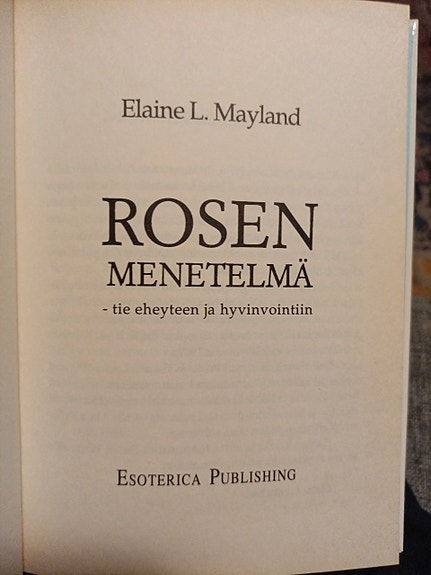 Elaine L. Mayland
ROSEN
MENETELMÄ
- tie eheyteen ja hyvinvointiin
ESOTERICA PUBLISHING